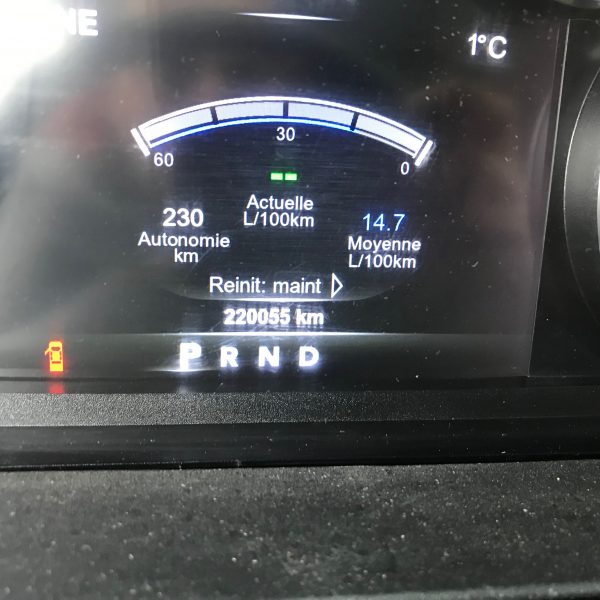 NE
1°C
60
30
0
--
Actuelle
L/100km
230
Autonomie
km
14.7
Moyenne
L/100km
Reinit: maint
220055 km
P R N D